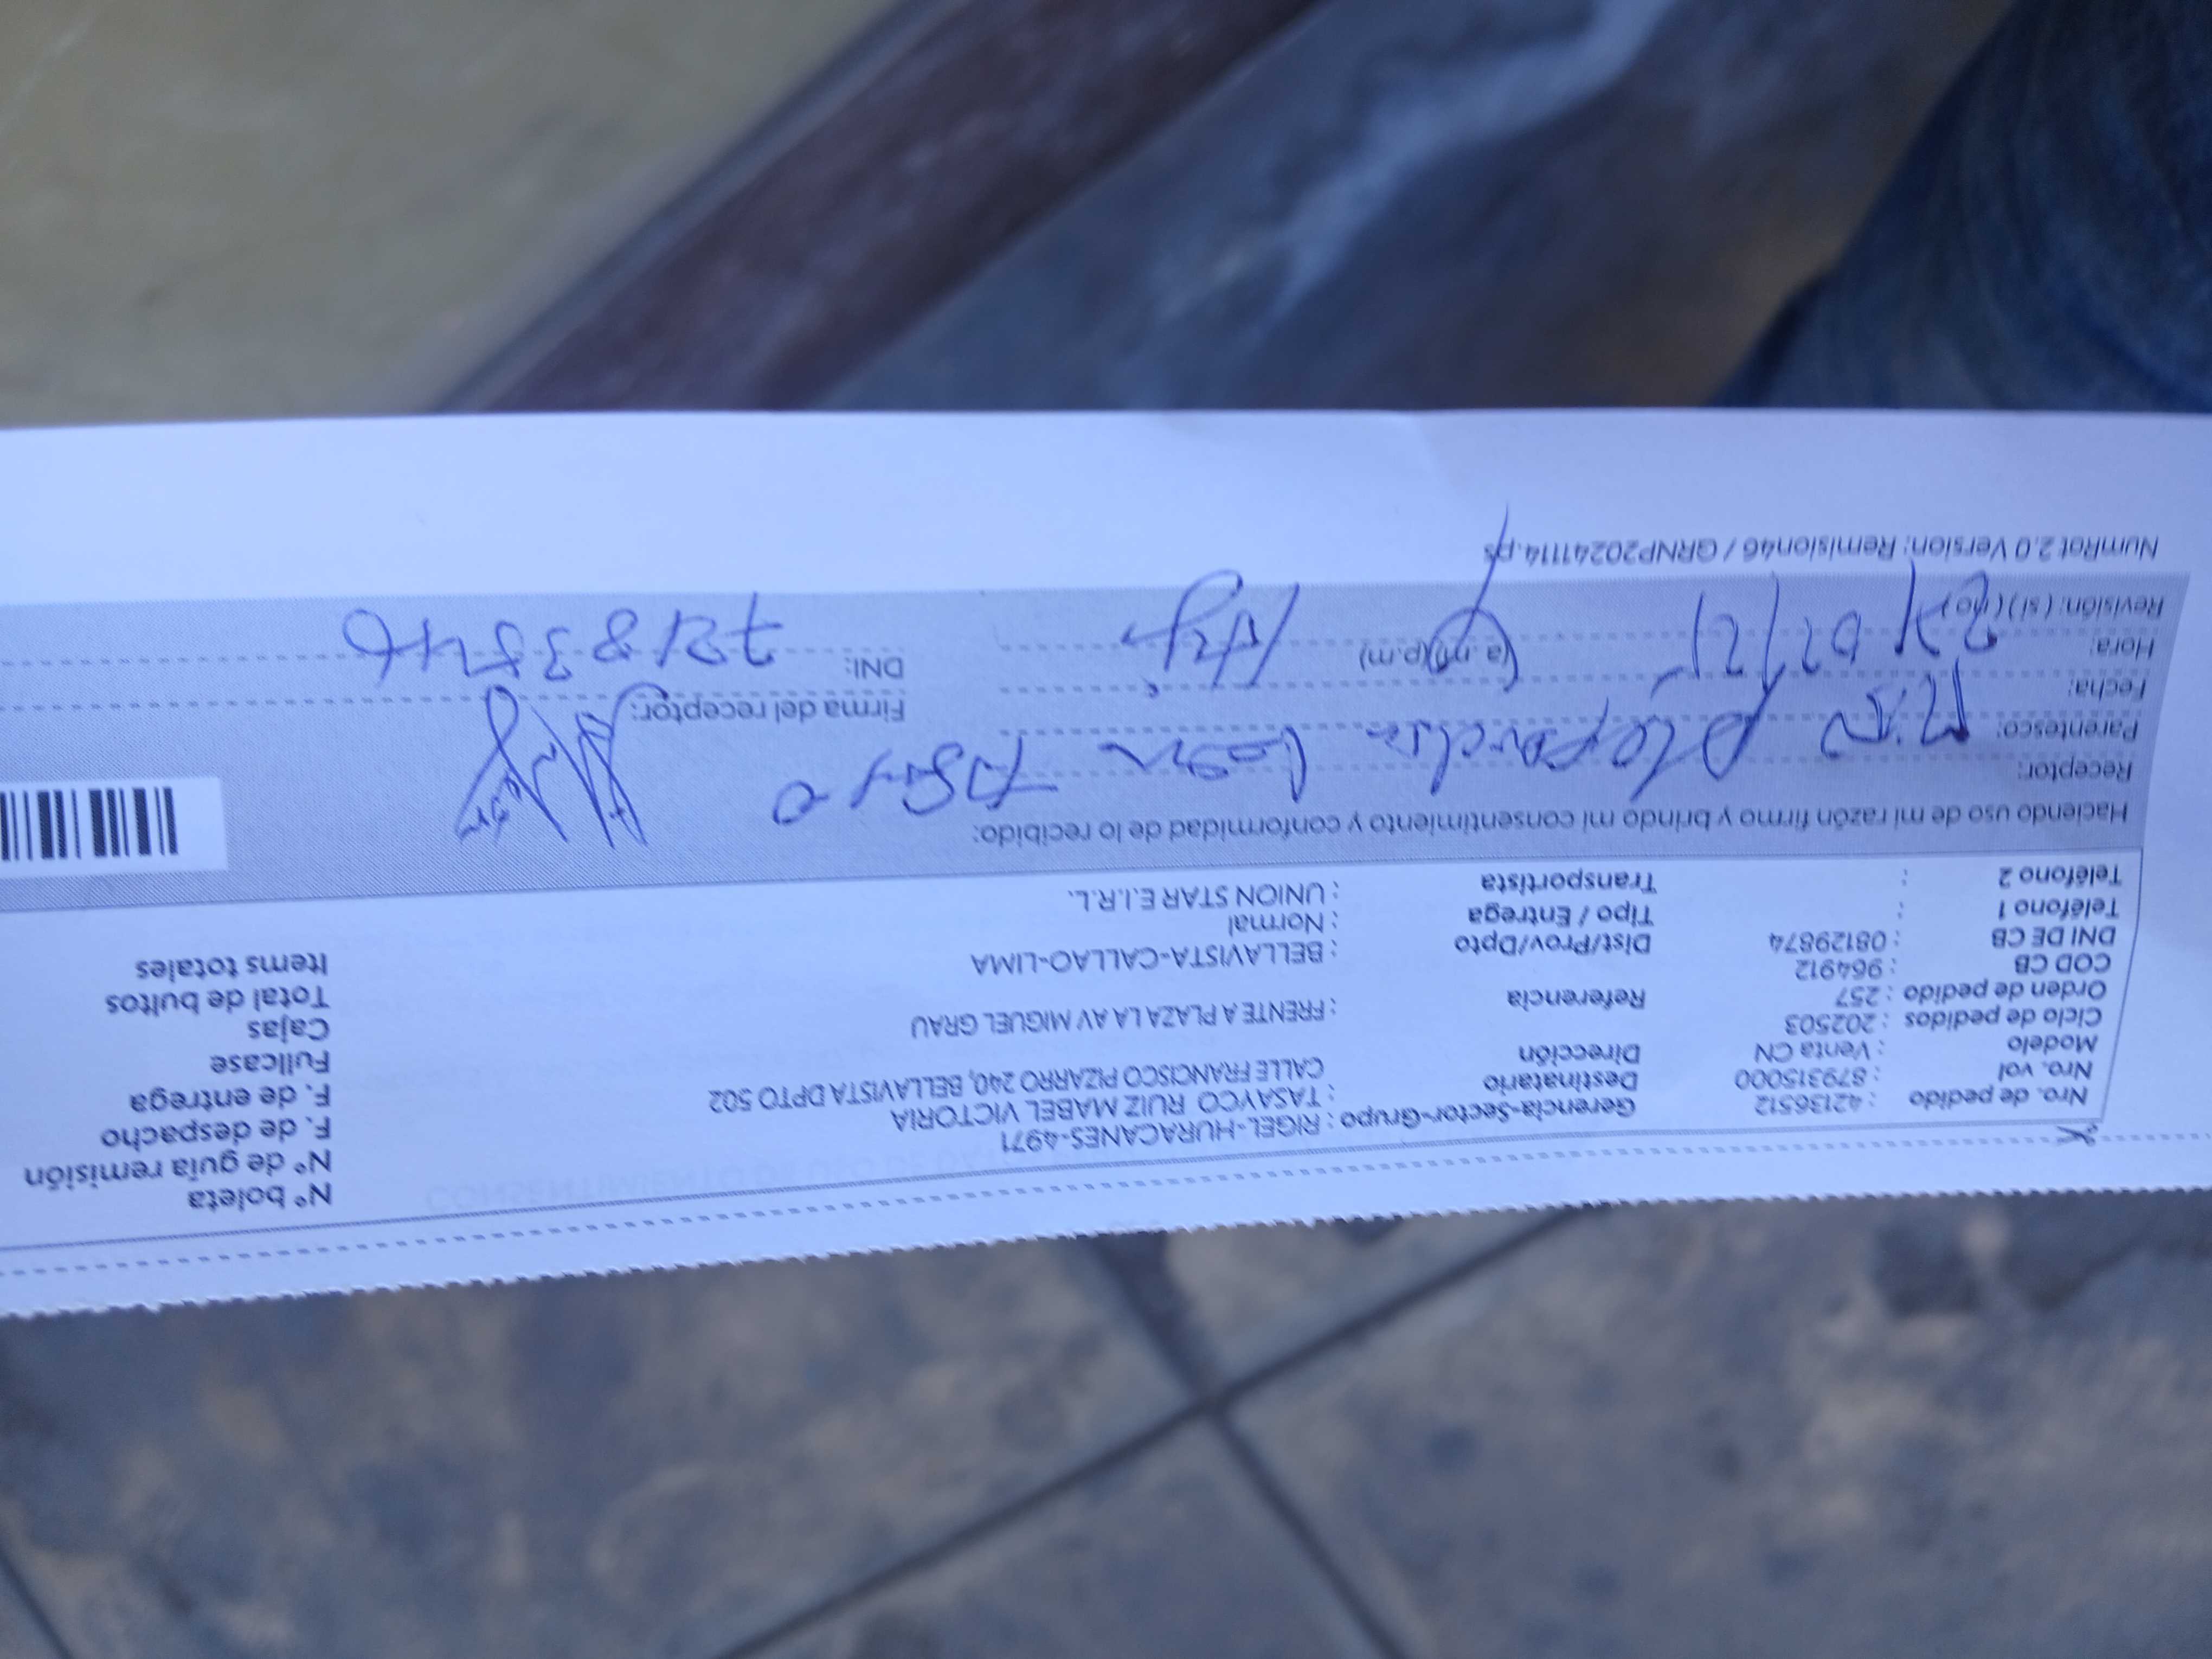 Nro. de pedido : 42136512 Gerencia-Sector-Grupo : RIGEL-HURACANES-4971 N° boleta
Nro. vol : 879315000 Destinatario : TASAYCO RUIZ MABEL VICTORIA N° de guía remisión
Modelo : Venta CN Dirección CALLE FRANCISCO PIZARRO 240, BELLAVISTA DPTO 502 F. de despacho
Ciclo de pedidos : 202503 F. de entrega
Orden de pedido : 257 Referencia : FRENTE A PLAZA LA AV MIGUEL GRAU Fullcase
COD CB : 964912 Cajas
DNI DE CB : 08129874 Dist/Prov/Dpto : BELLAVISTA-CALLAO-LIMA Total de bultos
Teléfono 1 : Tipo / Entrega : Normal Items totales
Teléfono 2 : Transportista : UNION STAR E.I.R.L.
Haciendo uso de mi razón firmo y brindo mi consentimiento y conformidad de lo recibido:
Receptor:
Parentesco:
Fecha: Firma del receptor:
Hora: (a.m) (p.m) DNI:
Revisión: (si) (no)
NumRot 2.0 Version: Remision46 / GRNP20241114.ps